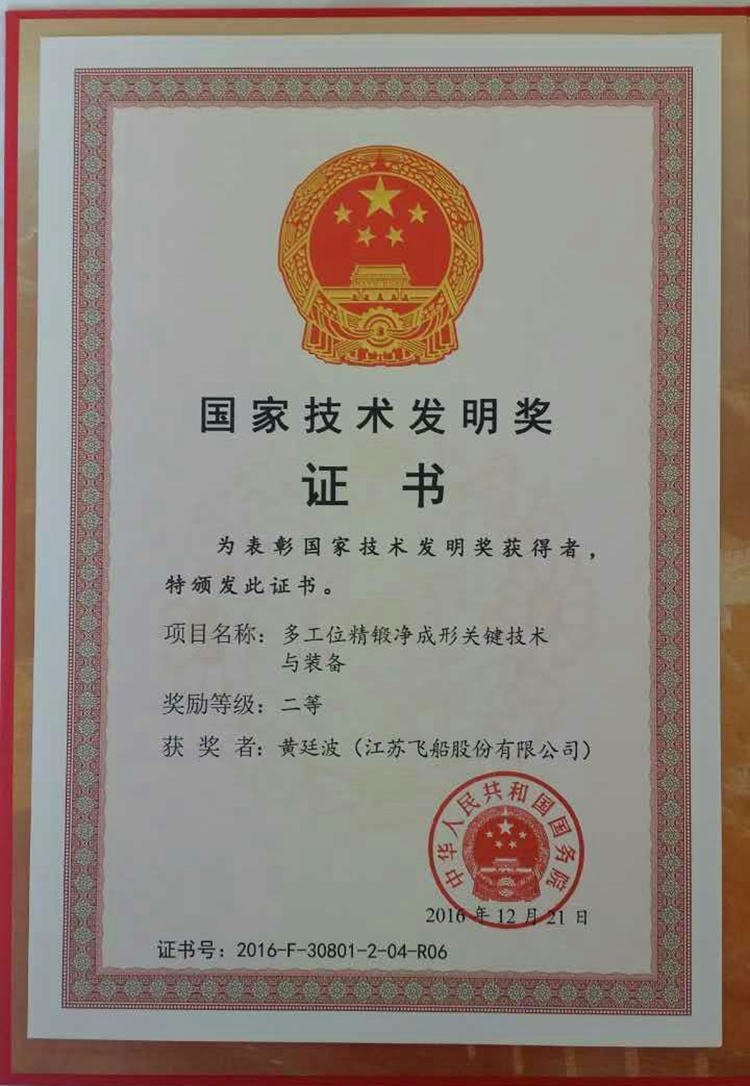 国家技术发明奖
证书
为表彰国家技术发明奖获得者，
特颁发此证书。
项目名称：多工位精锻净成形关键技术
与装备
奖励等级：二等
获奖者：黄廷波（江苏飞船股份有限公司）
中华人民共和国国务院
2016年12月21日
证书号：2016-F-30801-2-04-R06